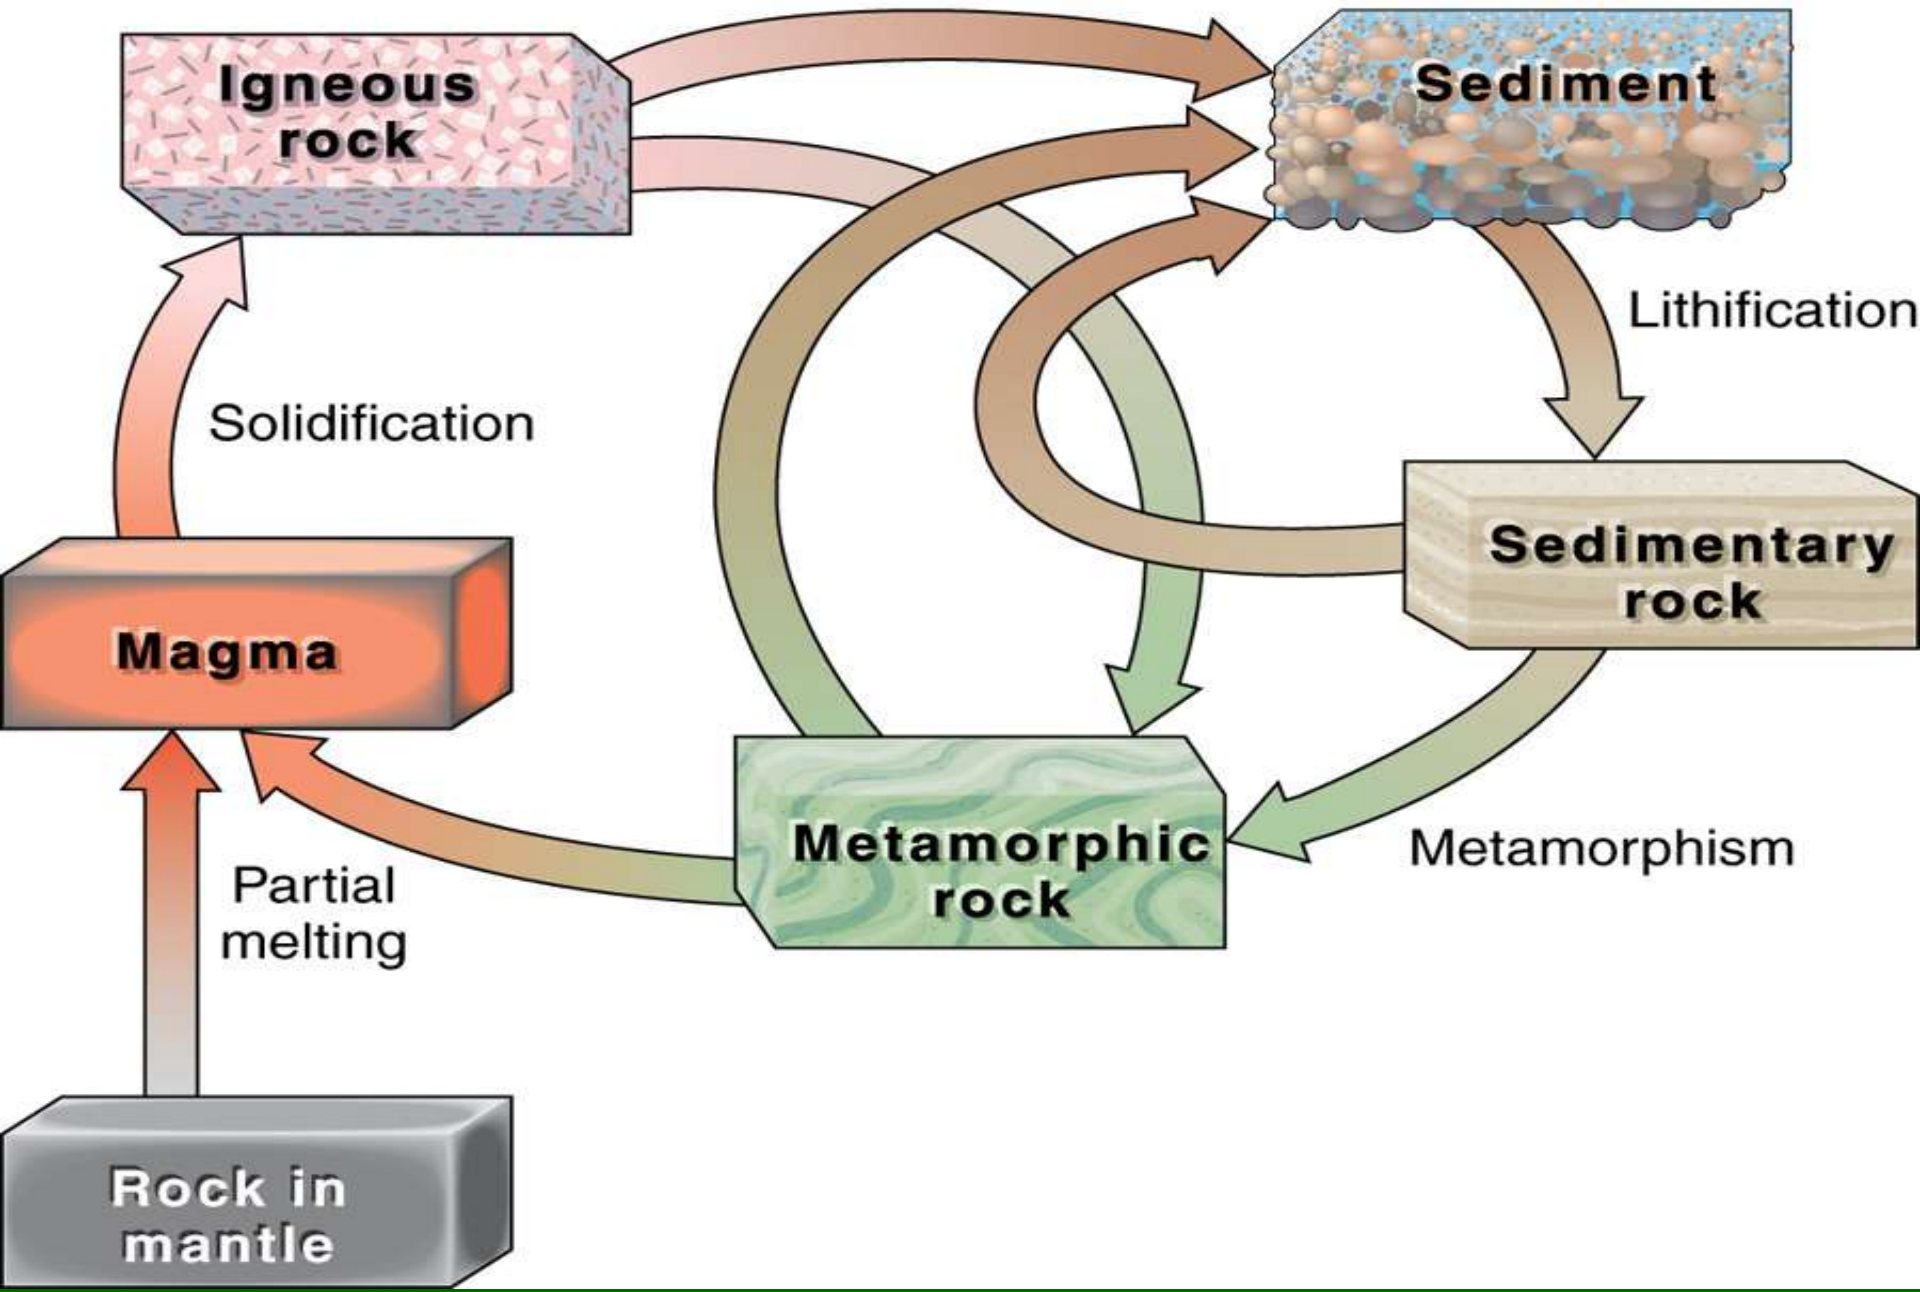 Igneous
rock
Sediment
Lithification
Solidification
Sedimentary
rock
Magma
Metamorphic
rock
Metamorphism
Partial
melting
Rock in
mantle